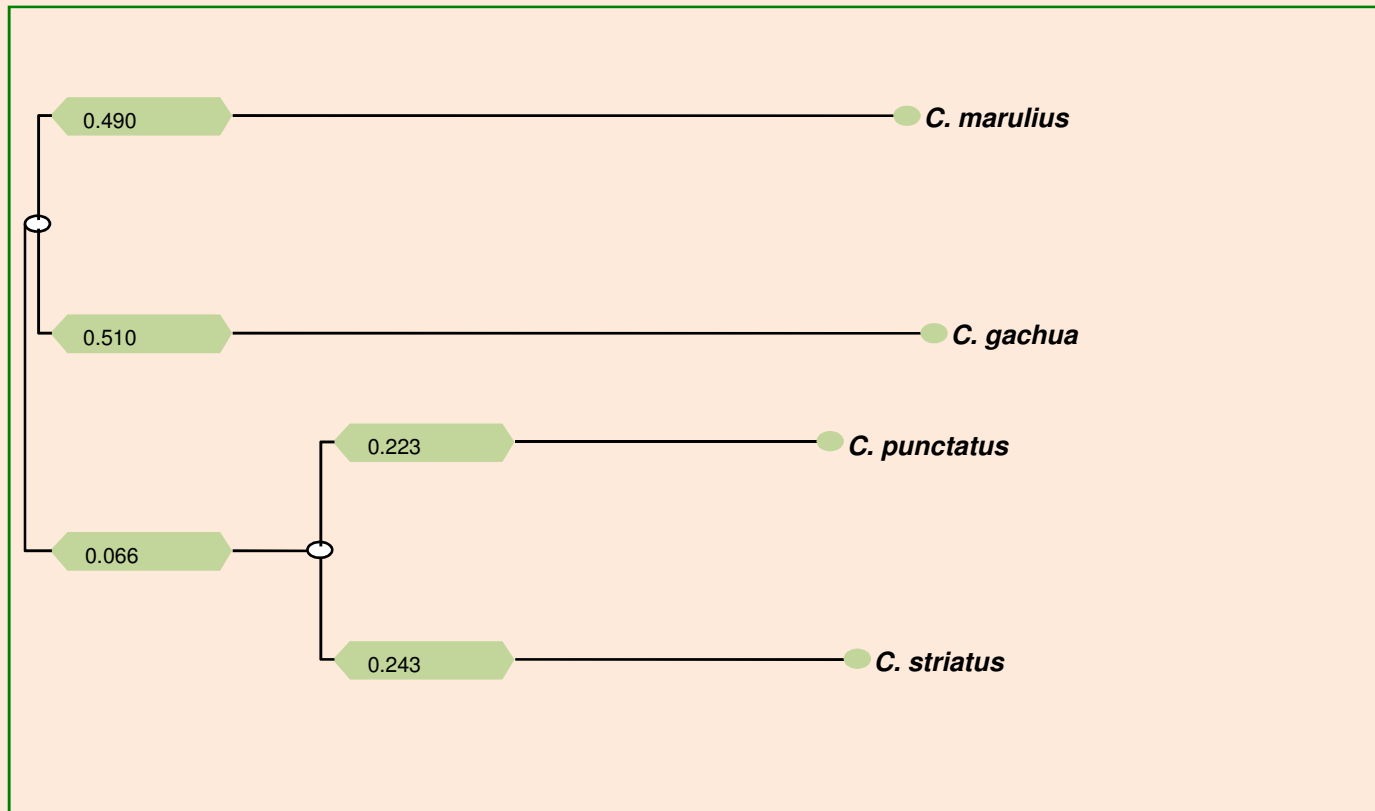 0.490
C. marulius
0.510
C. gachua
0.223
C. punctatus
0.066
0.243
C. striatus